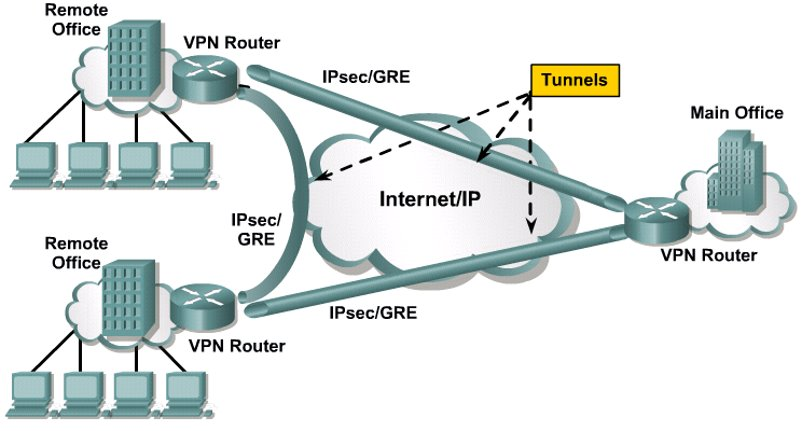 Remote
Office
VPN Router
IPsec/GRE
Tunnels
Main Office
Internet/IP
IPsec/
GRE
VPN Router
Remote
Office
IPsec/GRE
VPN Router